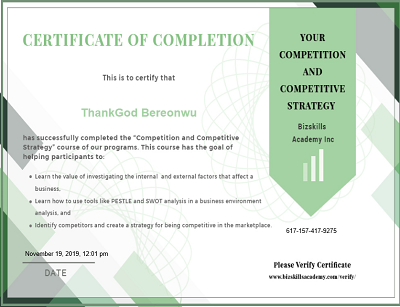 CERTIFICATE OF COMPLETION
This is to certify that
ThankGod Bereonwu
has successfully completed the "Competition and Competitive
Strategy" course of our programs. This course has the goal of
helping participants to:
Learn the value of investigating the internal and external factors that affect a
business,
Learn how to use tools like PESTLE and SWOT analysis in a business environment
analysis, and
Identify competitors and create a strategy for being competitive in the marketplace.
November 19, 2019, 12:01 pm
DATE
YOUR
COMPETITION
AND
COMPETITIVE
STRATEGY
Bizskills
Academy Inc
617-157-417-9275
Please Verify Certificate
www.bizskillsacademy.com/verify/